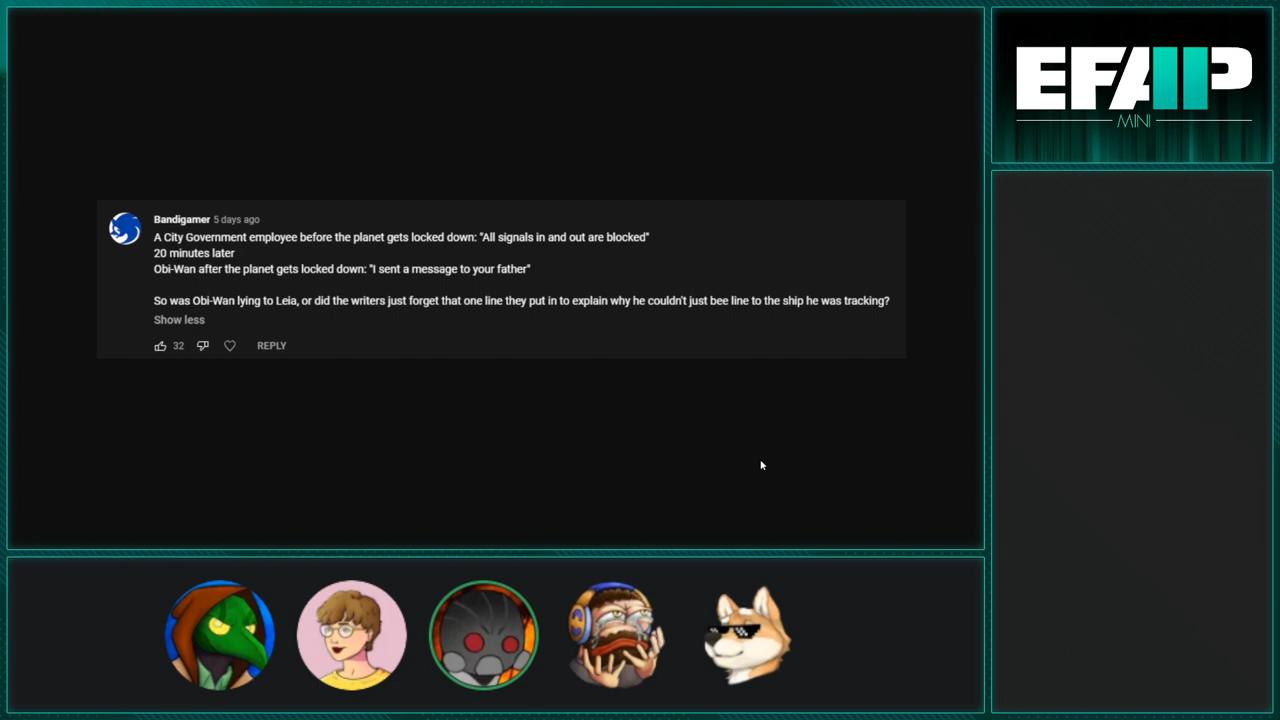 EFAP
MINI
Bandigamer 5 days ago
A City Government employee before the planet gets locked down: "All signals in and out are blocked"
20 minutes later
Obi-Wan after the planet gets locked down: "I sent a message to your father"
So was Obi-Wan lying to Leia, or did the writers just forget that one line they put in to explain why he couldn't just bee line to the ship he was tracking?
Show less
32 REPLY